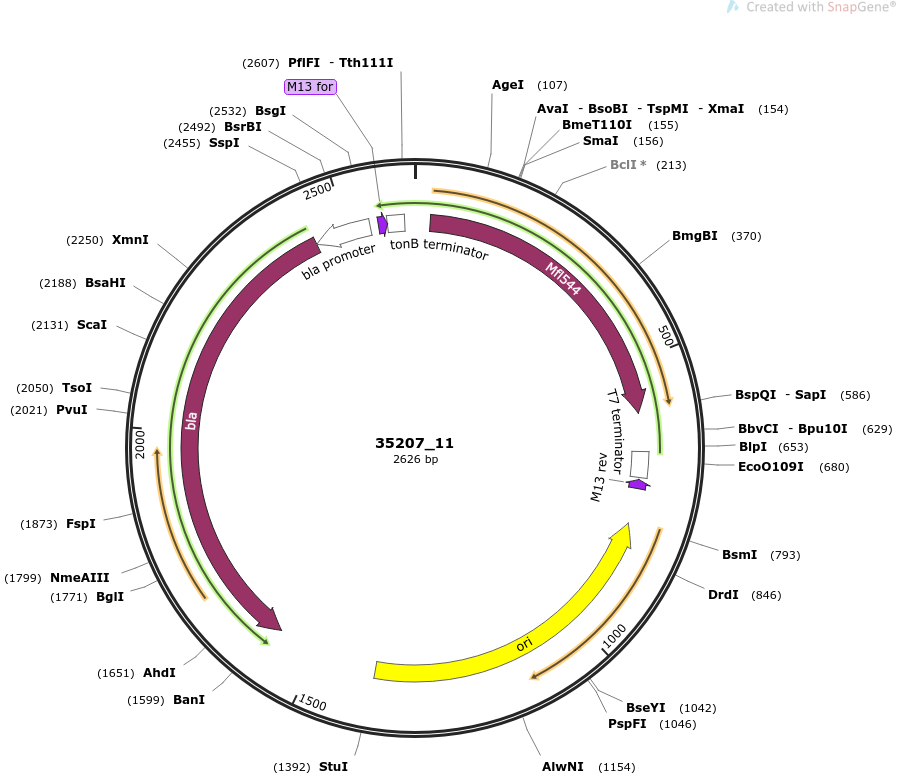 Created with SnapGene®
(2607) PflFI - Tth111I
M13 for
(2532) BsgI
(2492) BsrBI
(2455) SspI
AgeI (107)
AvaI - BsoBI - TspMI - XmaI (154)
BmeT110I (155)
SmaI (156)
BclI * (213)
2500
(2250) XmnI
BmgBI (370)
bla promoter
tonB terminator
Mfl544
(2188) BsaHI
(2131) ScaI
500
(2050) TsoI
(2021) PvuI
BspQI - SapI (586)
bla
T7 terminator
BbvCI - Bpu10I (629)
2000
35207_11
2626 bp
BlpI (653)
M13 rev
EcoO109I (680)
(1873) FspI
BsmI (793)
(1799) NmeAIII
(1771) BglI
DrdI (846)
ori
1000
(1651) AhdI
(1599) BanI
1500
BseYI (1042)
PspFI (1046)
(1392) StuI
AlwNI (1154)